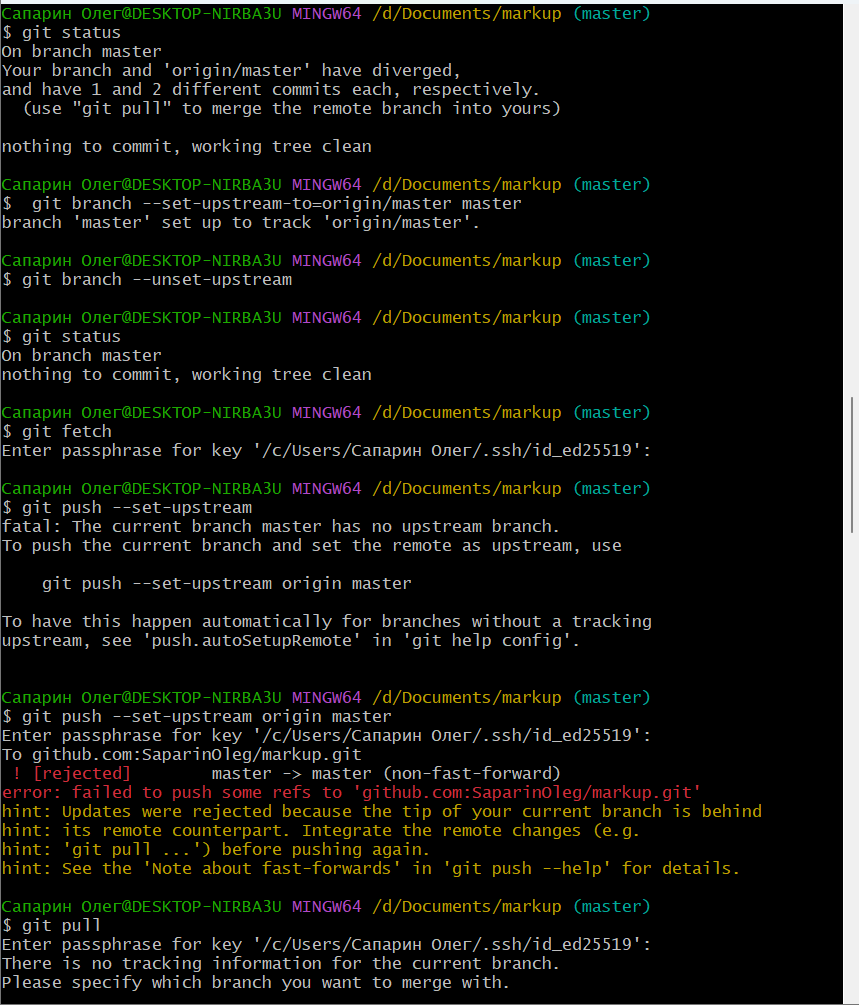 Сапарин Олег@DESKTOP-NIRBA3U MINGW64 /d/Documents/markup (master)
$ git status
On branch master
Your branch and 'origin/master' have diverged,
and have 1 and 2 different commits each, respectively.
  (use "git pull" to merge the remote branch into yours)

nothing to commit, working tree clean

Сапарин Олег@DESKTOP-NIRBA3U MINGW64 /d/Documents/markup (master)
$  git branch --set-upstream-to=origin/master master
branch 'master' set up to track 'origin/master'.

Сапарин Олег@DESKTOP-NIRBA3U MINGW64 /d/Documents/markup (master)
$ git branch --unset-upstream

Сапарин Олег@DESKTOP-NIRBA3U MINGW64 /d/Documents/markup (master)
$ git status
On branch master
nothing to commit, working tree clean

Сапарин Олег@DESKTOP-NIRBA3U MINGW64 /d/Documents/markup (master)
$ git fetch
Enter passphrase for key '/c/Users/Сапарин Олег/.ssh/id_ed25519':

Сапарин Олег@DESKTOP-NIRBA3U MINGW64 /d/Documents/markup (master)
$ git push --set-upstream
fatal: The current branch master has no upstream branch.
To push the current branch and set the remote as upstream, use

    git push --set-upstream origin master

To have this happen automatically for branches without a tracking
upstream, see 'push.autoSetupRemote' in 'git help config'.

Сапарин Олег@DESKTOP-NIRBA3U MINGW64 /d/Documents/markup (master)
$ git push --set-upstream origin master
Enter passphrase for key '/c/Users/Сапарин Олег/.ssh/id_ed25519':
To github.com:SaparinOleg/markup.git
 ! [rejected]        master -> master (non-fast-forward)
error: failed to push some refs to 'github.com:SaparinOleg/markup.git'
hint: Updates were rejected because the tip of your current branch is behind
hint: its remote counterpart. Integrate the remote changes (e.g.
hint: 'git pull ...') before pushing again.
hint: See the 'Note about fast-forwards' in 'git push --help' for details.

Сапарин Олег@DESKTOP-NIRBA3U MINGW64 /d/Documents/markup (master)
$ git pull
Enter passphrase for key '/c/Users/Сапарин Олег/.ssh/id_ed25519':
There is no tracking information for the current branch.
Please specify which branch you want to merge with.